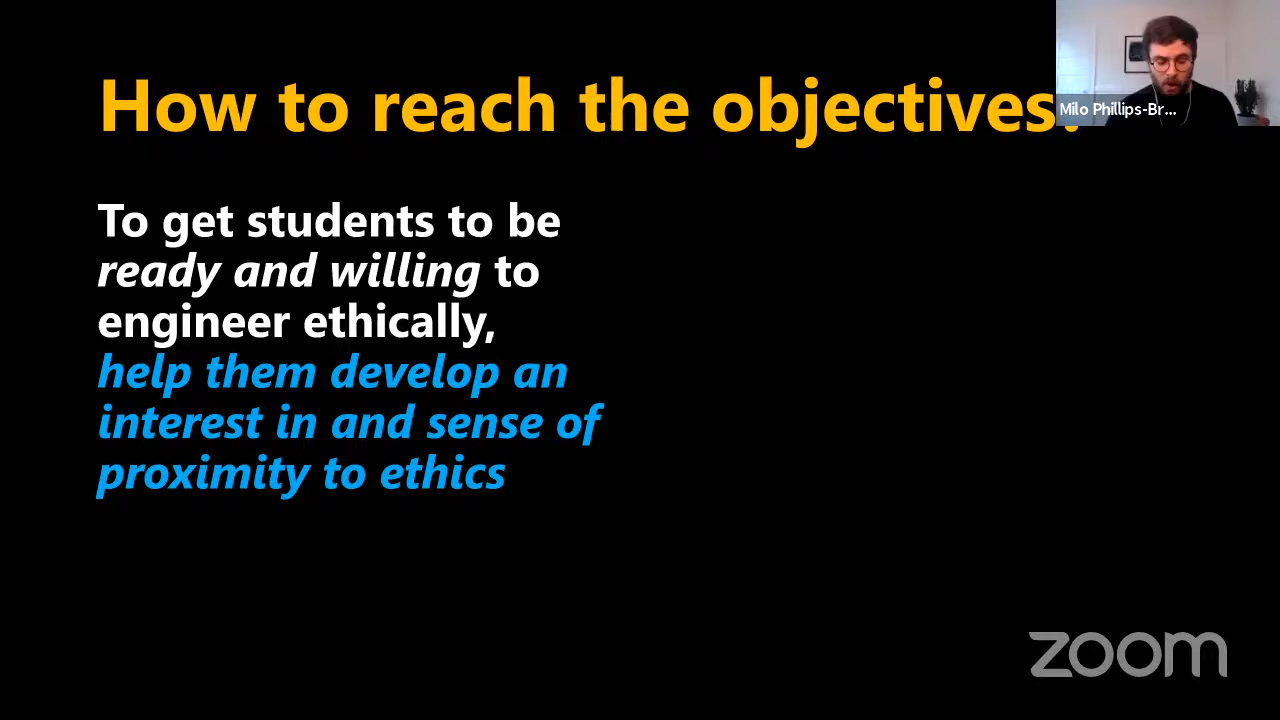 How to reach the objectives?
Milo Phillips-Br...
To get students to be
ready and willing to
engineer ethically,
help them develop an
interest in and sense of
proximity to ethics
zoom